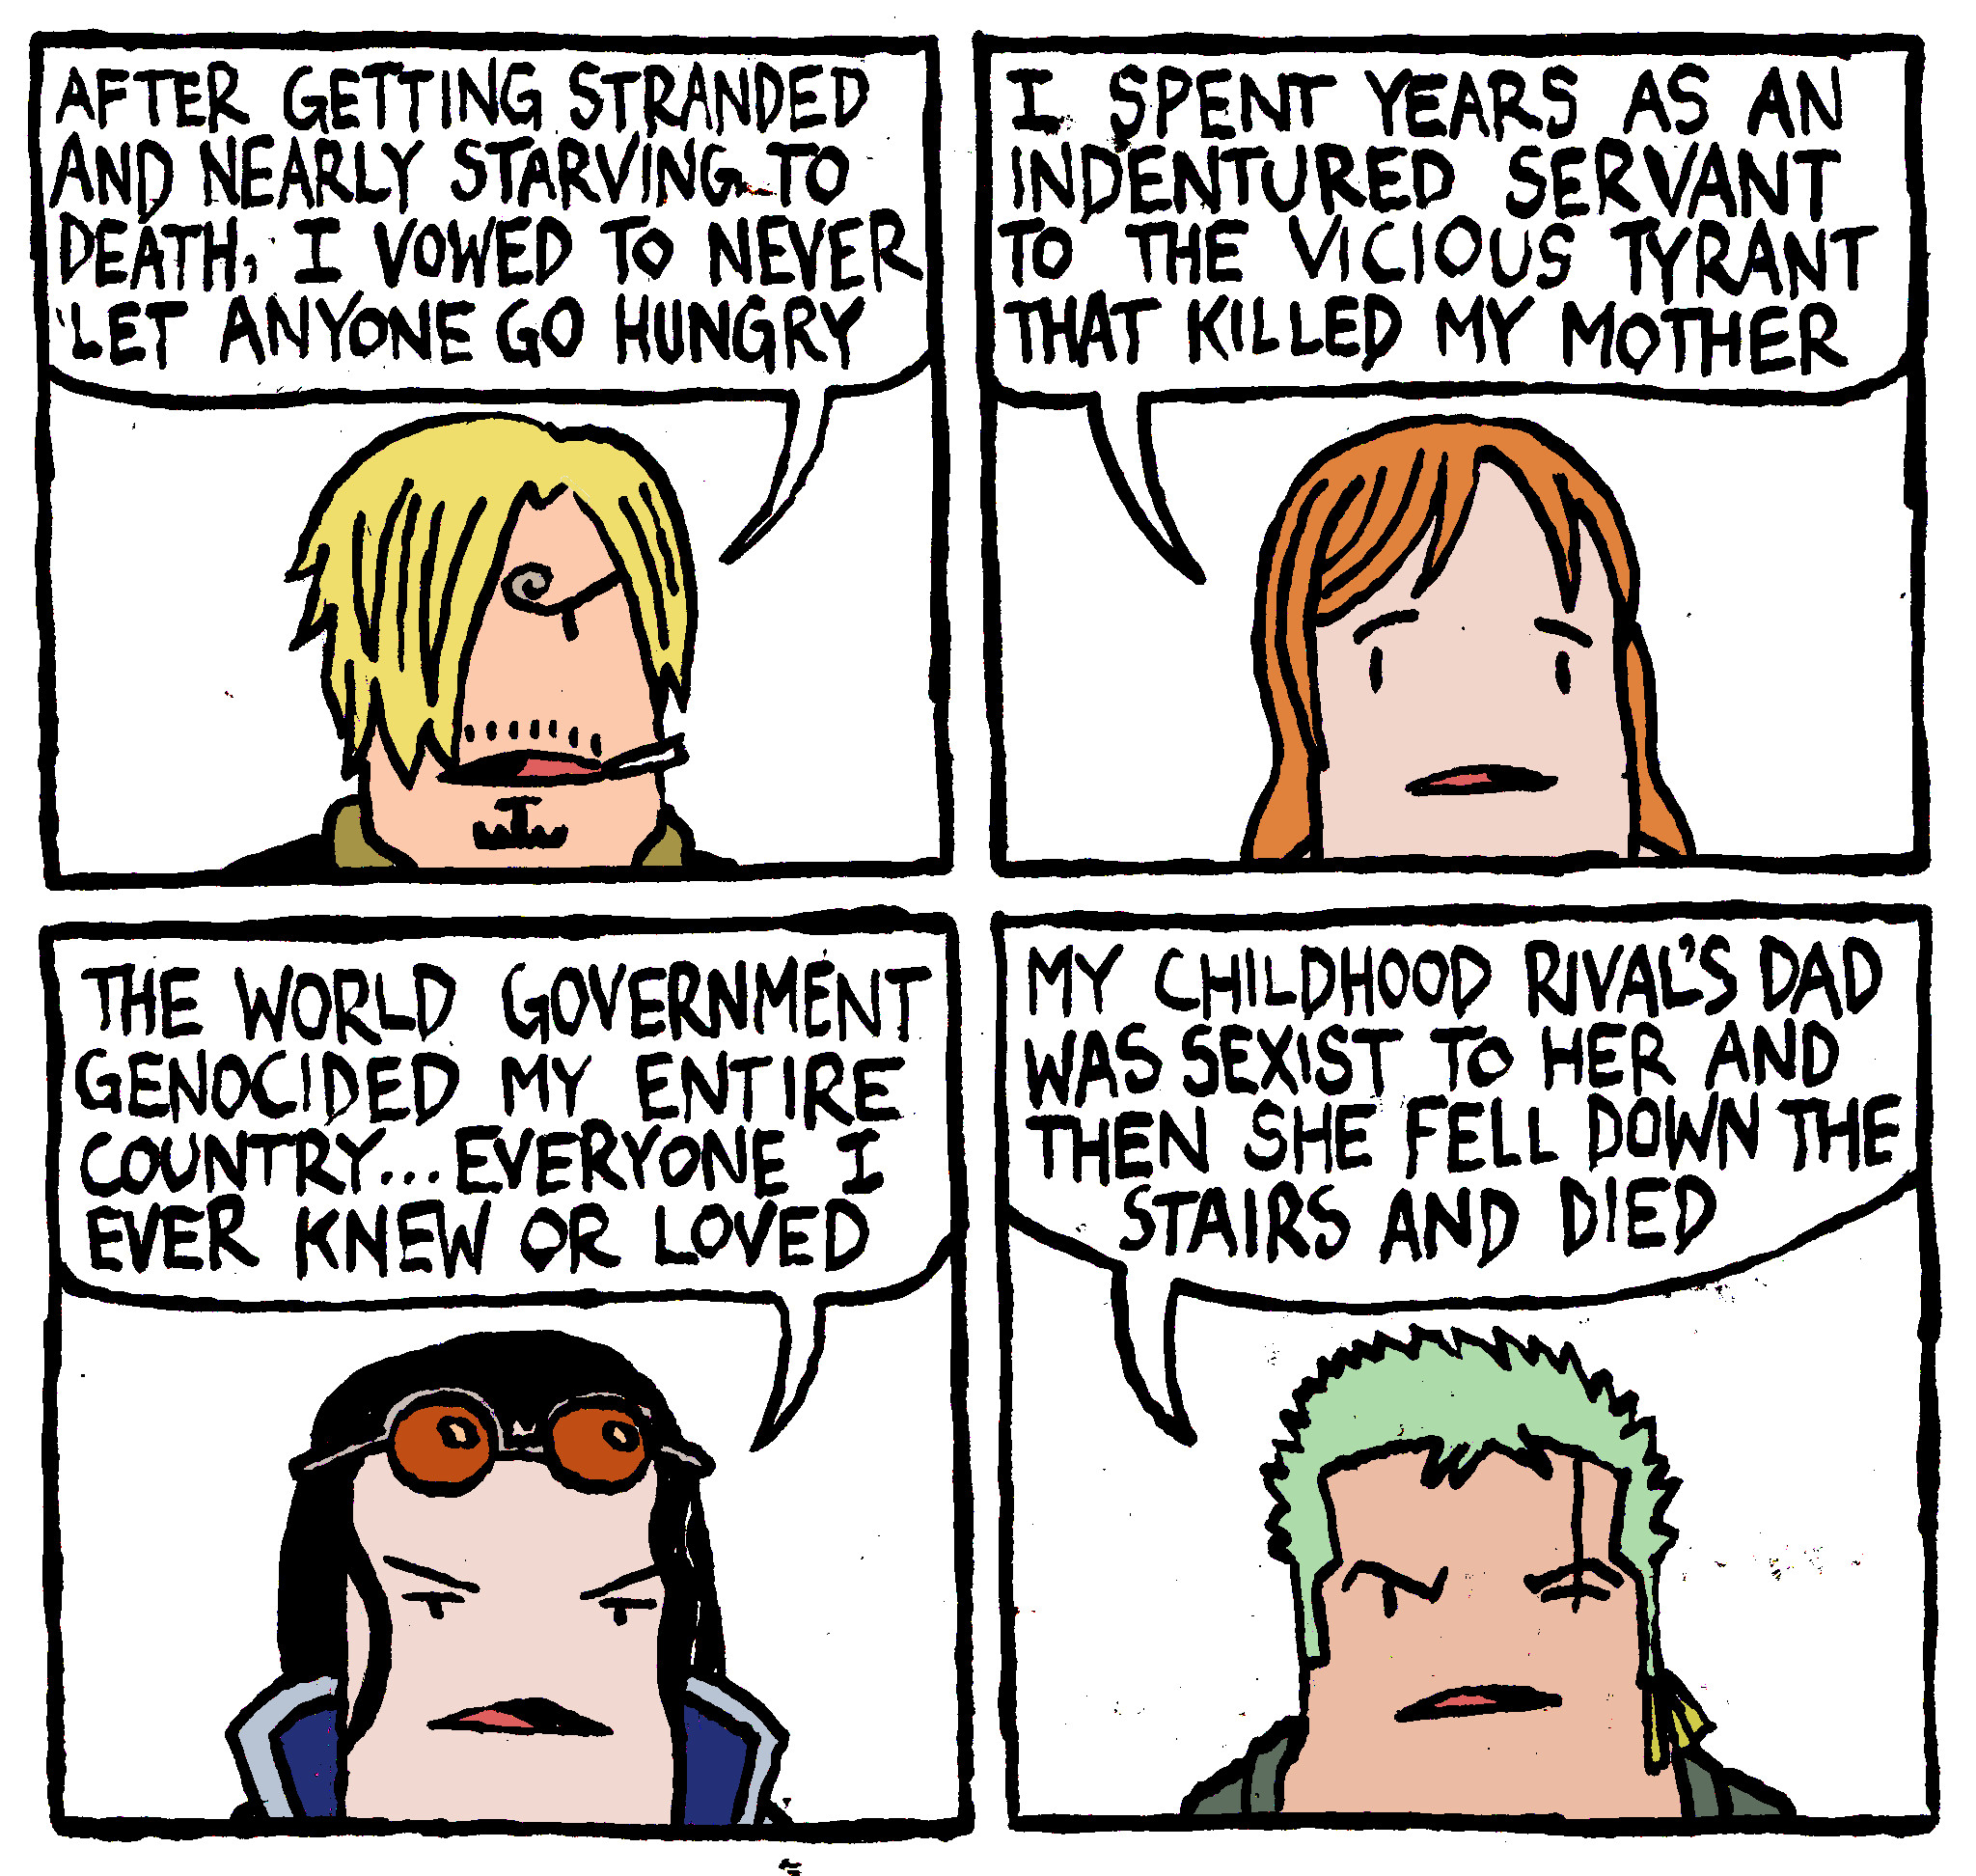 AFTER GETTING STRANDED
AND NEARLY STARVING TO
DEATH, I VOWED TO NEVER
LET ANYONE GO HUNGRY
I SPENT YEARS AS AN
INDENTURED SERVANT
TO THE VICIOUS TYRANT
THAT KILLED MY MOTHER
THE WORLD GOVERNMENT
GENOCIDED MY ENTIRE
COUNTRY... EVERYONE I
EVER KNEW OR LOVED
MY CHILDHOOD RIVAL'S DAD
WAS SEXIST TO HER AND
THEN SHE FELL DOWN THE
STAIRS AND DIED